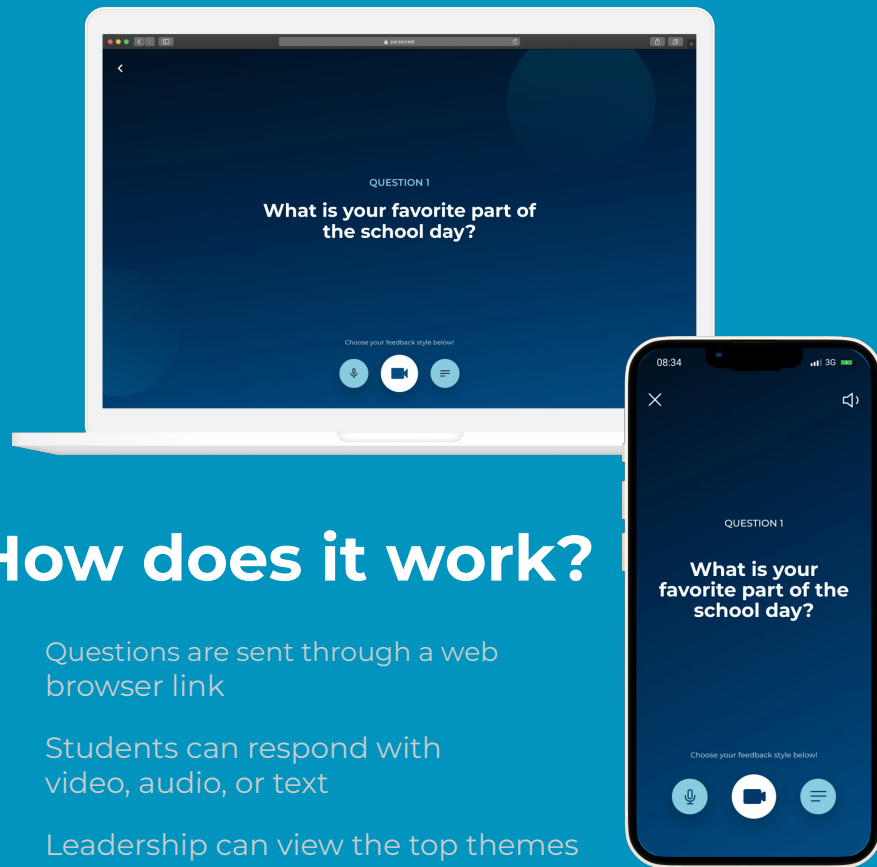 QUESTION 1
What is your favorite part of
the school day?
Choose your feedback style below!
08:34
3G
QUESTION 1
What is your
favorite part of the
school day?
Choose your feedback style below!
How does it work?
Questions are sent through a web
browser link
Students can respond with
video, audio, or text
Leadership can view the top themes